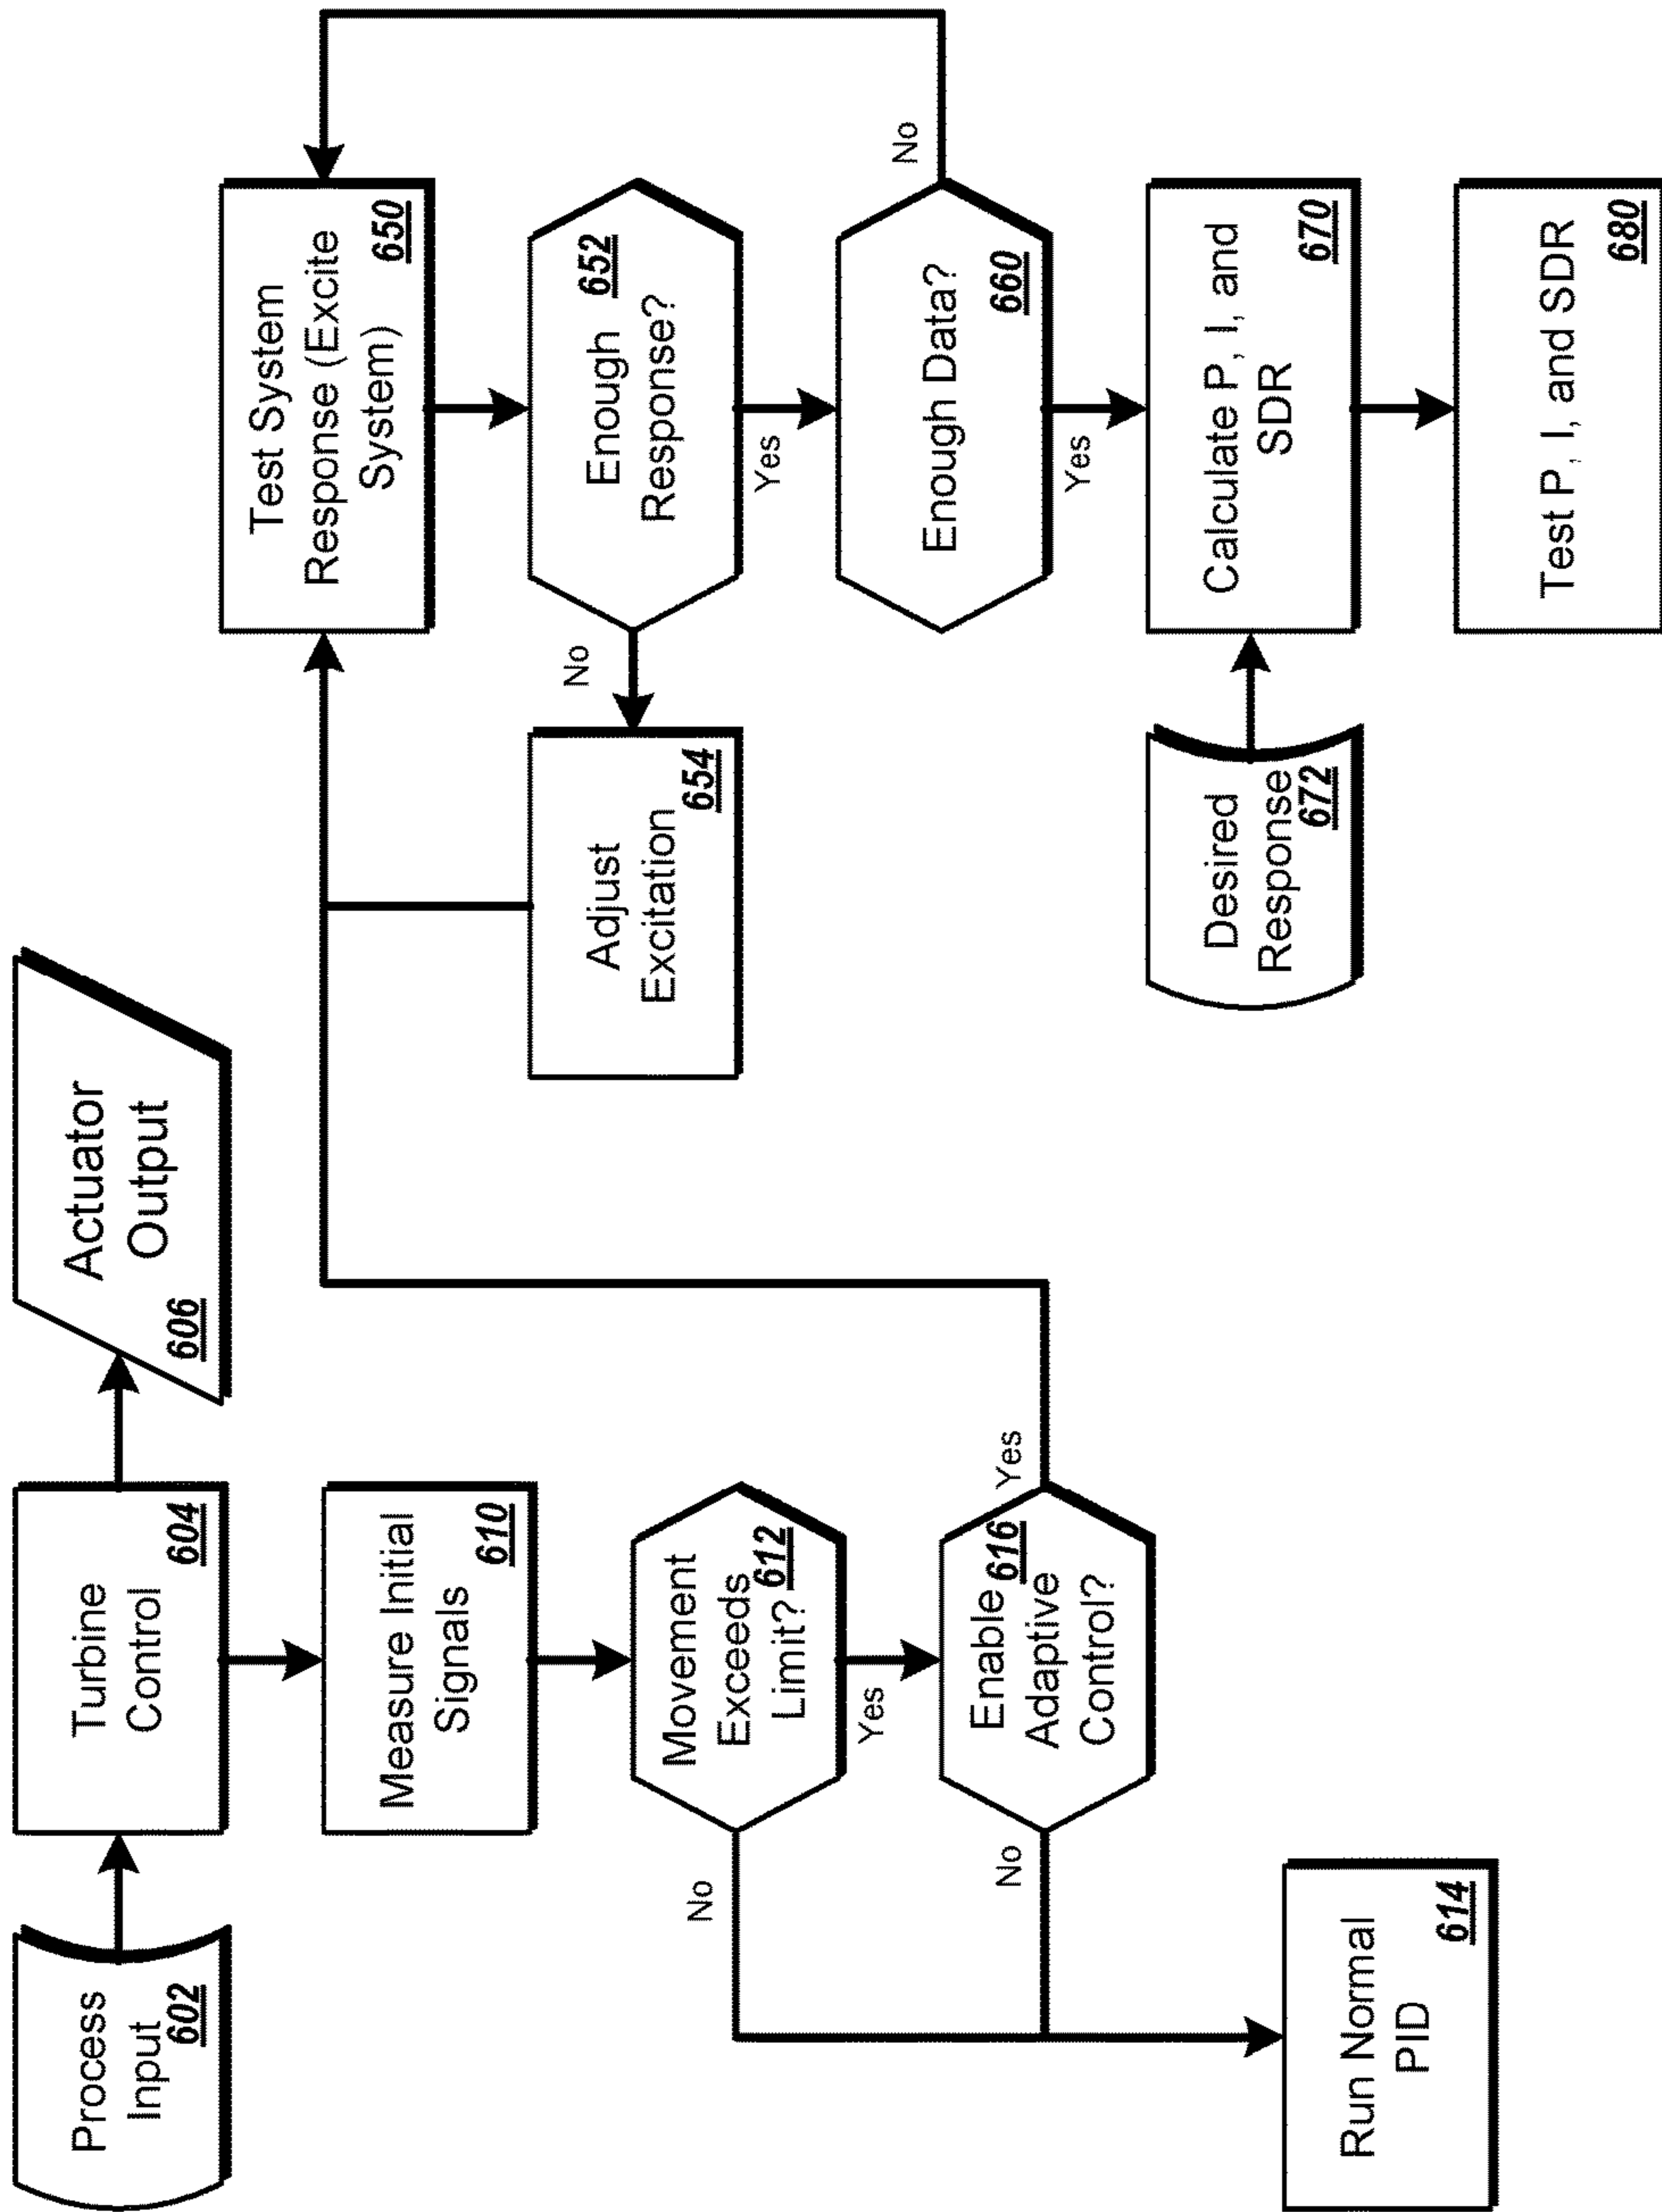 Process
Input
602
Turbine
Control
604
Actuator
Output
606
Measure Initial
Signals
610
Movement
Exceeds
Limit?
612
No
Yes
Enable
Adaptive
Control?
616
No
Yes
Run Normal
PID
614
Test System
Response (Excite
System)
650
Enough
Response?
652
No
Yes
Adjust
Excitation
654
Enough Data?
660
No
Yes
Desired
Response
672
Calculate P, I, and
SDR
670
Test P, I, and SDR
680